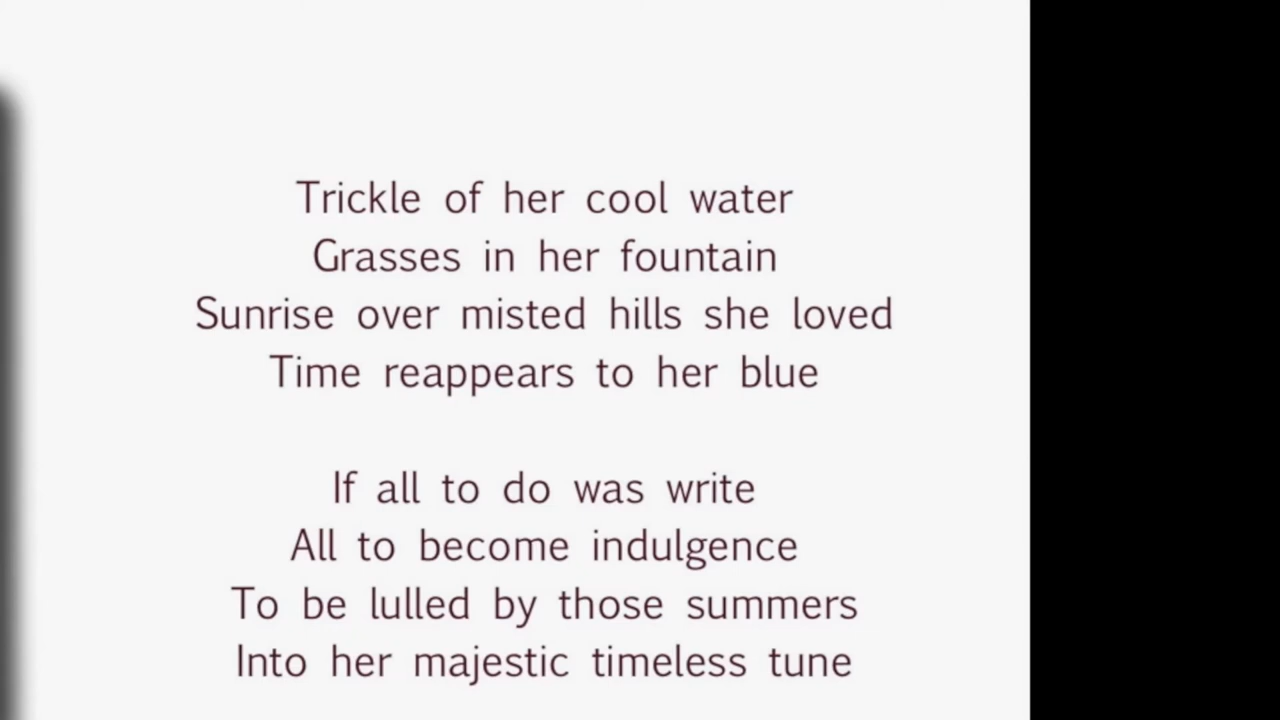 Trickle of her cool water
Grasses in her fountain
Sunrise over misted hills she loved
Time reappears to her blue
If all to do was write
All to become indulgence
To be lulled by those summers
Into her majestic timeless tune